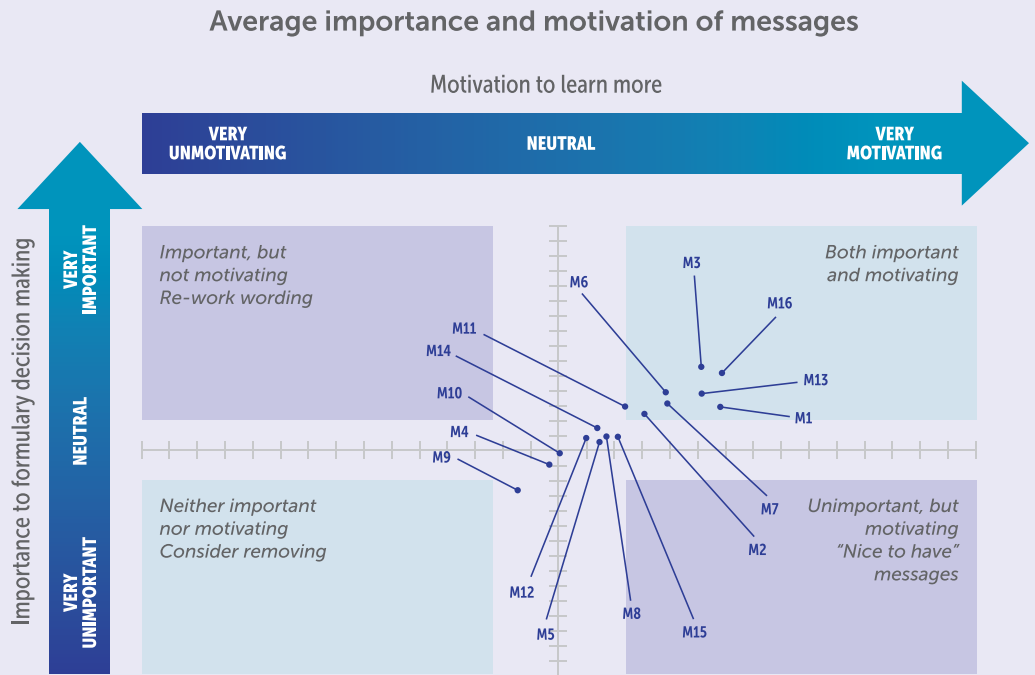 Average importance and motivation of messages
Motivation to learn more
VERY
UNMOTIVATING
NEUTRAL
VERY
MOTIVATING
Importance to formulary decision making
VERY
IMPORTANT
NEUTRAL
VERY
UNIMPORTANT
Important, but
not motivating
Re-work wording
Both important
and motivating
M3
M6
M16
M11
M14
M13
M10
M1
M4
M9
Neither important
nor motivating
Consider removing
Unimportant, but
motivating
“Nice to have”
messages
M7
M2
M12
M8
M5
M15